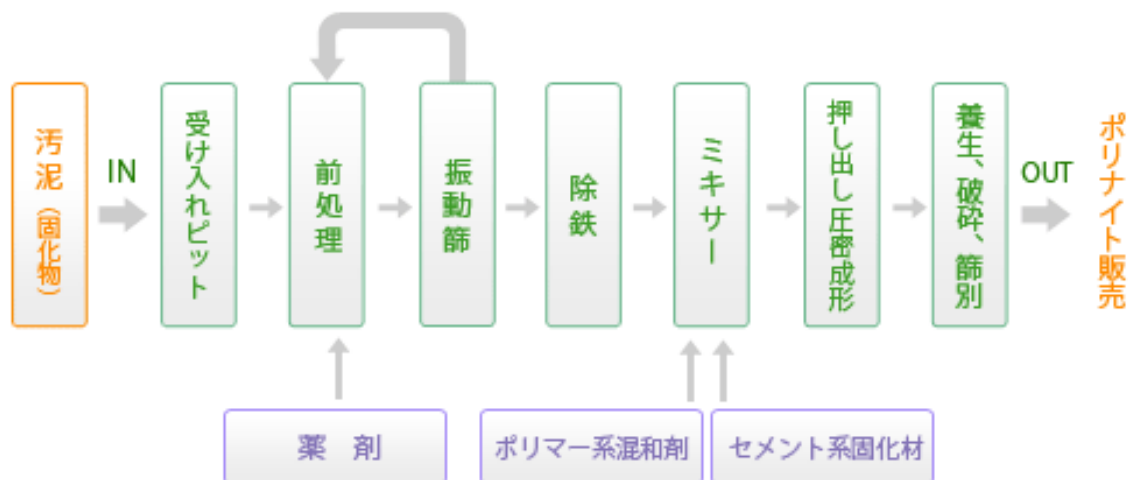 汚泥（固化物）
IN
受け入れピット
前処理
振動篩
除鉄
ミキサー
押し出し圧密成形
養生、破砕、篩別
OUT
ポリナイト販売
薬　剤
ポリマー系混和剤
セメント系固化材